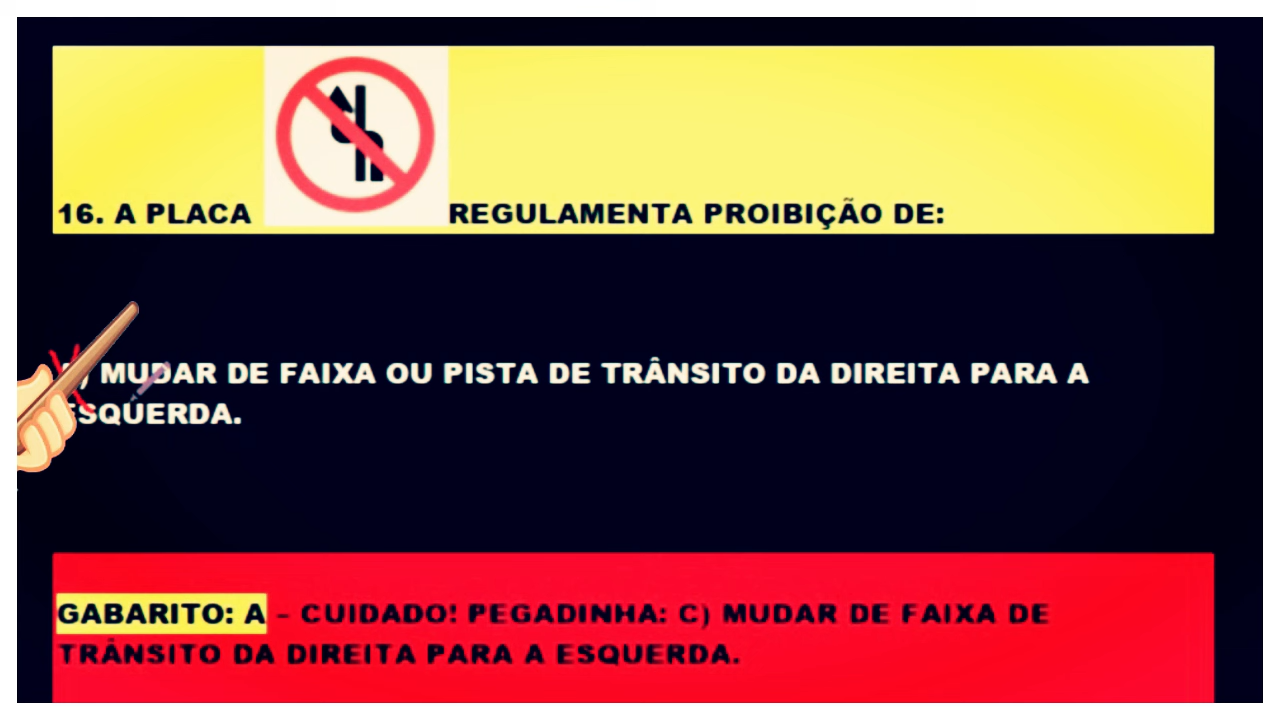 16. A PLACA REGULAMENTA PROIBIÇÃO DE:
) MUDAR DE FAIXA OU PISTA DE TRÂNSITO DA DIREITA PARA A
ESQUERDA.
GABARITO: A – CUIDADO! PEGADINHA: C) MUDAR DE FAIXA DE
TRÂNSITO DA DIREITA PARA A ESQUERDA.